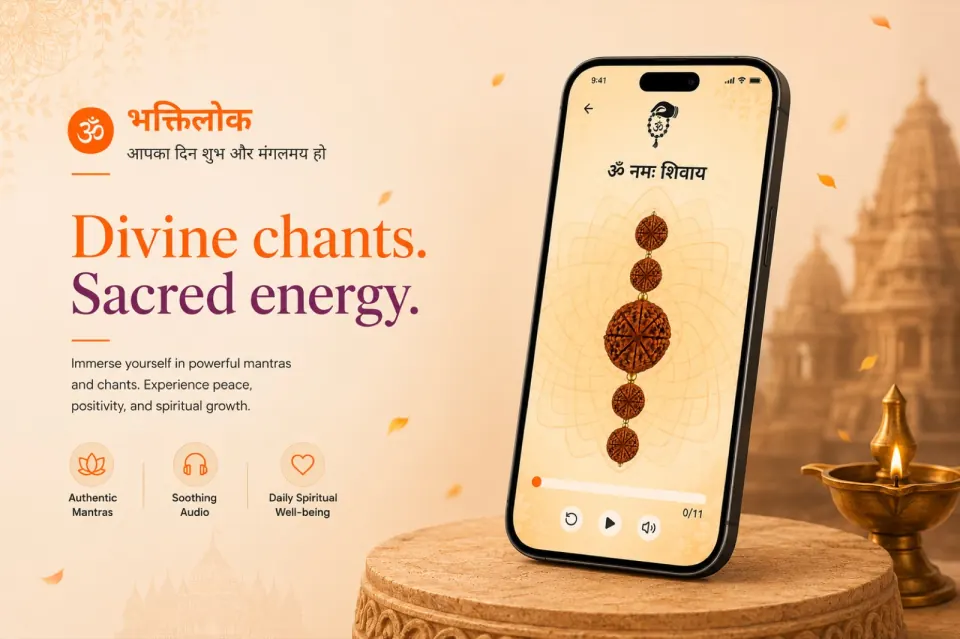 ॐ
भक्तिलोक
आपका दिन शुभ और मंगलमय हो
Divine chants.
Sacred energy.
Immerse yourself in powerful mantras
and chants. Experience peace,
positivity, and spiritual growth.
Authentic
Mantras
Soothing
Audio
Daily Spiritual
Well-being
9:41
ॐ
ॐ नमः शिवाय
0/11